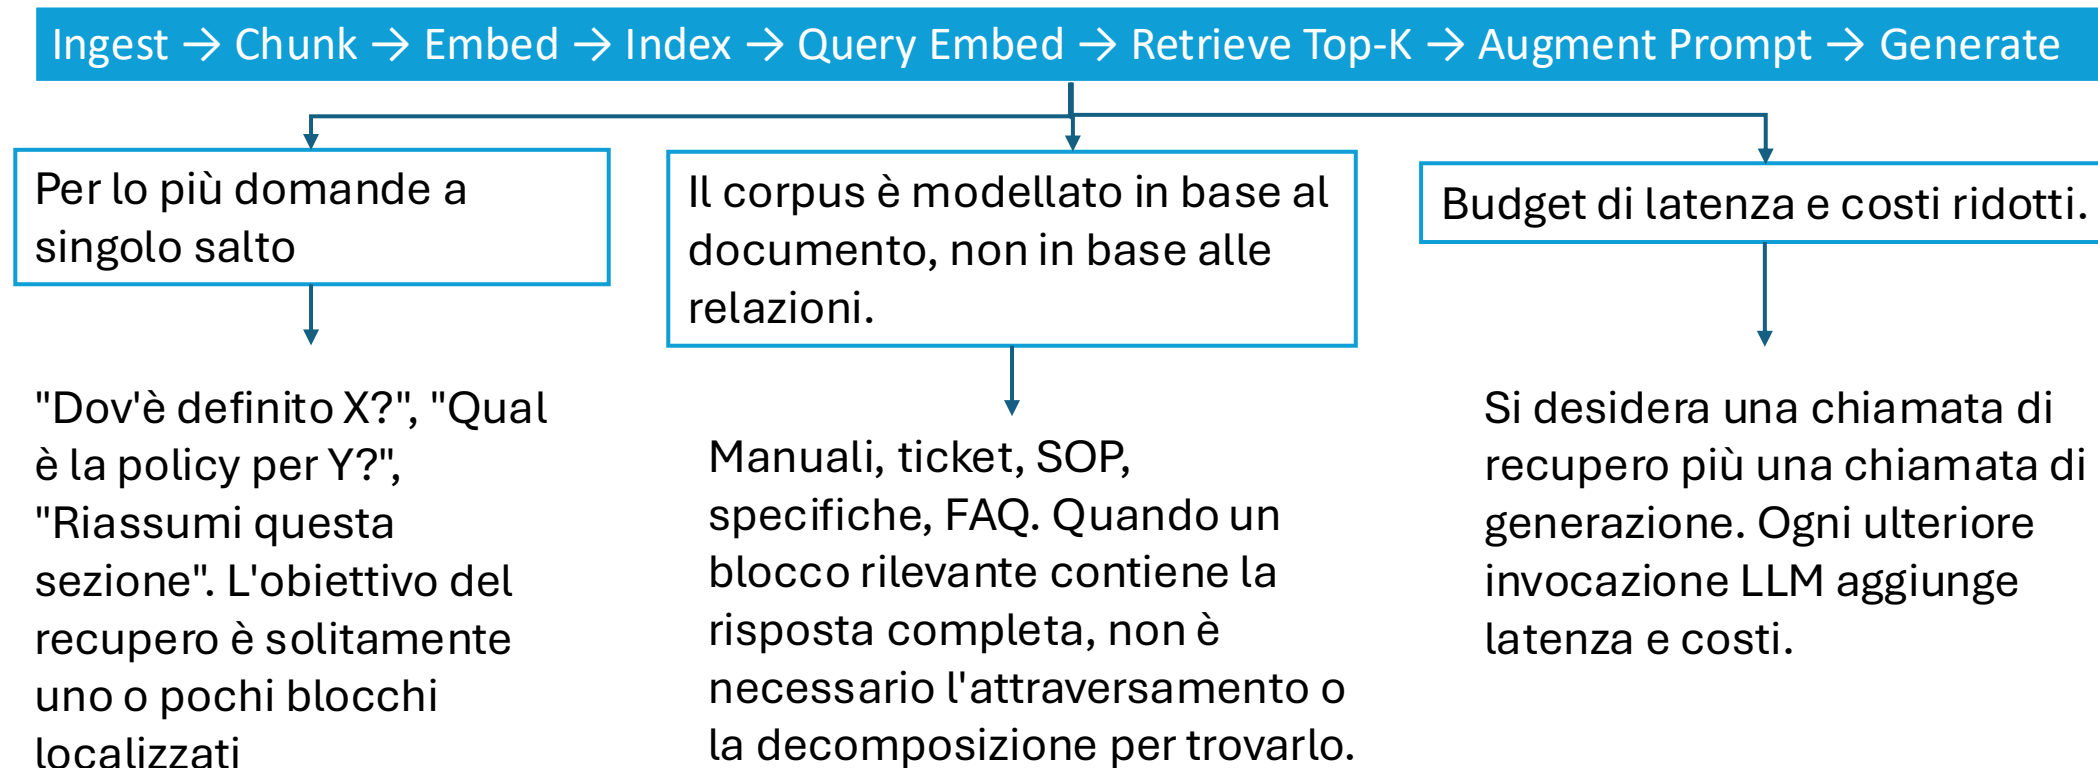 Ingest → Chunk → Embed → Index → Query Embed → Retrieve Top-K → Augment Prompt → Generate
Per lo più domande a
singolo salto
"Dov'è definito X?", "Qual
è la policy per Y?",
"Riassumi questa
sezione". L'obiettivo del
recupero è solitamente
uno o pochi blocchi
localizzati
Il corpus è modellato in base al
documento, non in base alle
relazioni.
Manuali, ticket, SOP,
specifiche, FAQ. Quando un
blocco rilevante contiene la
risposta completa, non è
necessario l'attraversamento o
la decomposizione per trovarlo.
Budget di latenza e costi ridotti.
Si desidera una chiamata di
recupero più una chiamata di
generazione. Ogni ulteriore
invocazione LLM aggiunge
latenza e costi.